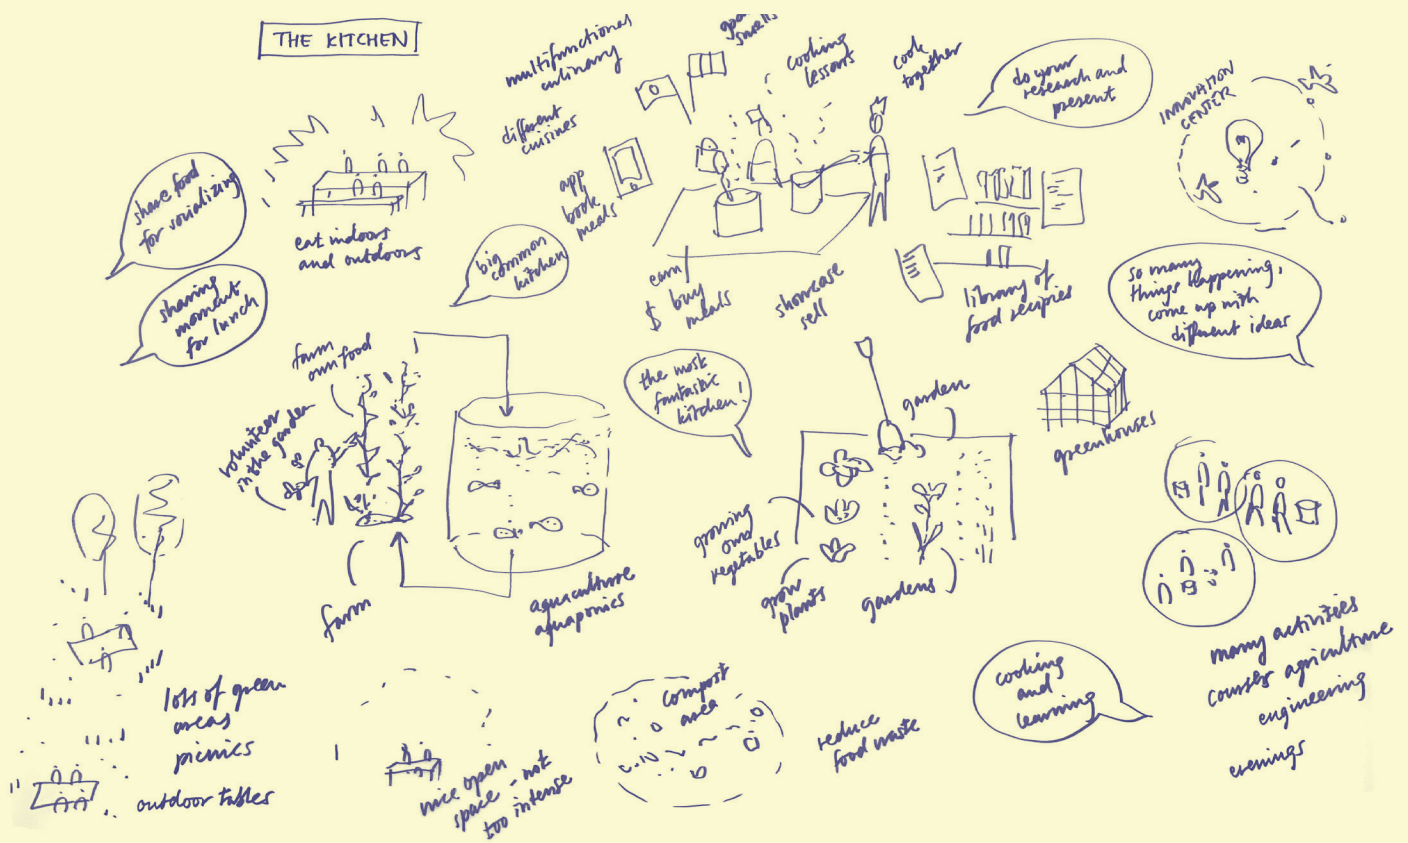 THE KITCHEN
multifunctional
culinary
different
cuisines
smells
cooking
lessons
cook
together
do your
research and
present
INNOVATION
CENTER
share food
for socializing
eat indoors
and outdoors
app,
book
meals
big
common
kitchen
earn/
$ buy
meals
showcase
sell
library of
food recipies
so many
things happening,
come up with
different ideas
sharing
moment
for lunch
farm
own food
volunteer
in the garden
the most
fantastic
kitchen!
garden
greenhouses
farm
aquaculture
aquaponics
growing
own
vegetables
grow
plants
gardens
many activities
courses agriculture
engineering
evenings
lots of green
areas
picnics
outdoor tables
nice open
space - not
too intense
compost
area
reduce
food waste
cooking
and
learning